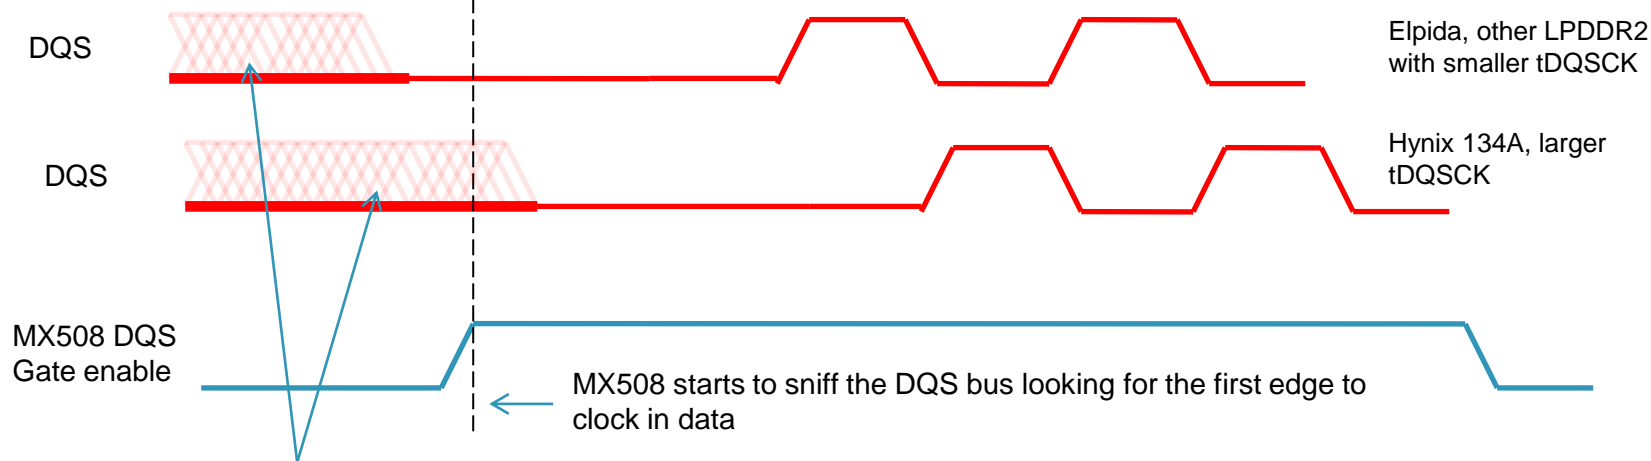 DQS
Elpida, other LPDDR2
with smaller tDQSCK
DQS
Hynix 134A, larger
tDQSCK
MX508 DQS
Gate enable
MX508 starts to sniff the DQS bus looking for the first edge to
clock in data